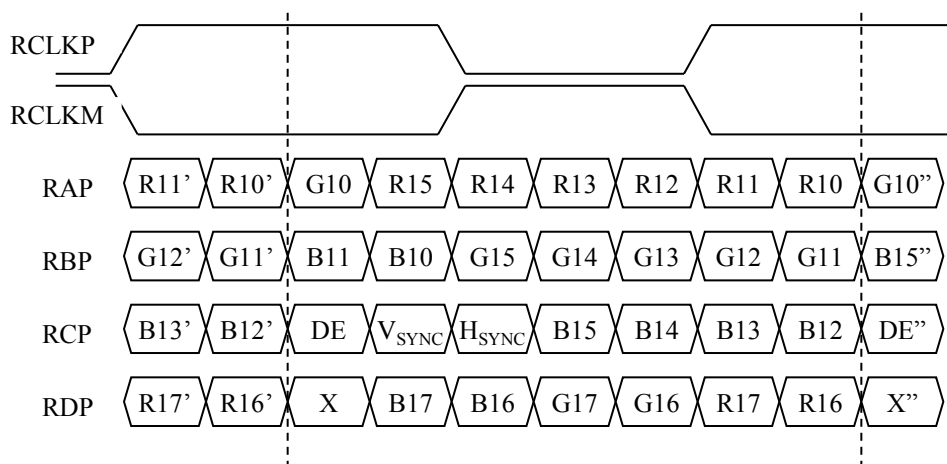 RCLKP
RCLKM
RAP R11’ R10’ G10 R15 R14 R13 R12 R11 R10 G10”
RBP G12’ G11’ B11 B10 G15 G14 G13 G12 G11 B15”
RCP B13’ B12’ DE VSYNC HSYNC B15 B14 B13 B12 DE”
RDP R17’ R16’ X B17 B16 G17 G16 R17 R16 X”